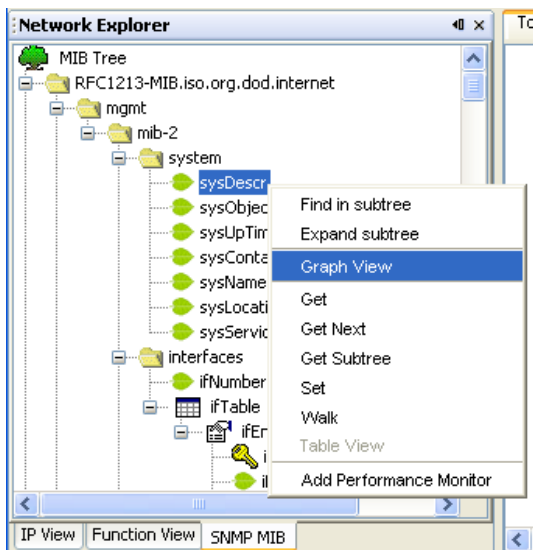 Network Explorer
MIB Tree
RFC1213-MIB.iso.org.dod.internet
mgmt
mib-2
system
sysDescr
sysObjec
sysUpTim
sysConta
sysName
sysLocati
sysServic
interfaces
ifNumber
ifTable
ifEn
Find in subtree
Expand subtree
Graph View
Get
Get Next
Get Subtree
Set
Walk
Table View
Add Performance Monitor
IP View
Function View
SNMP MIB